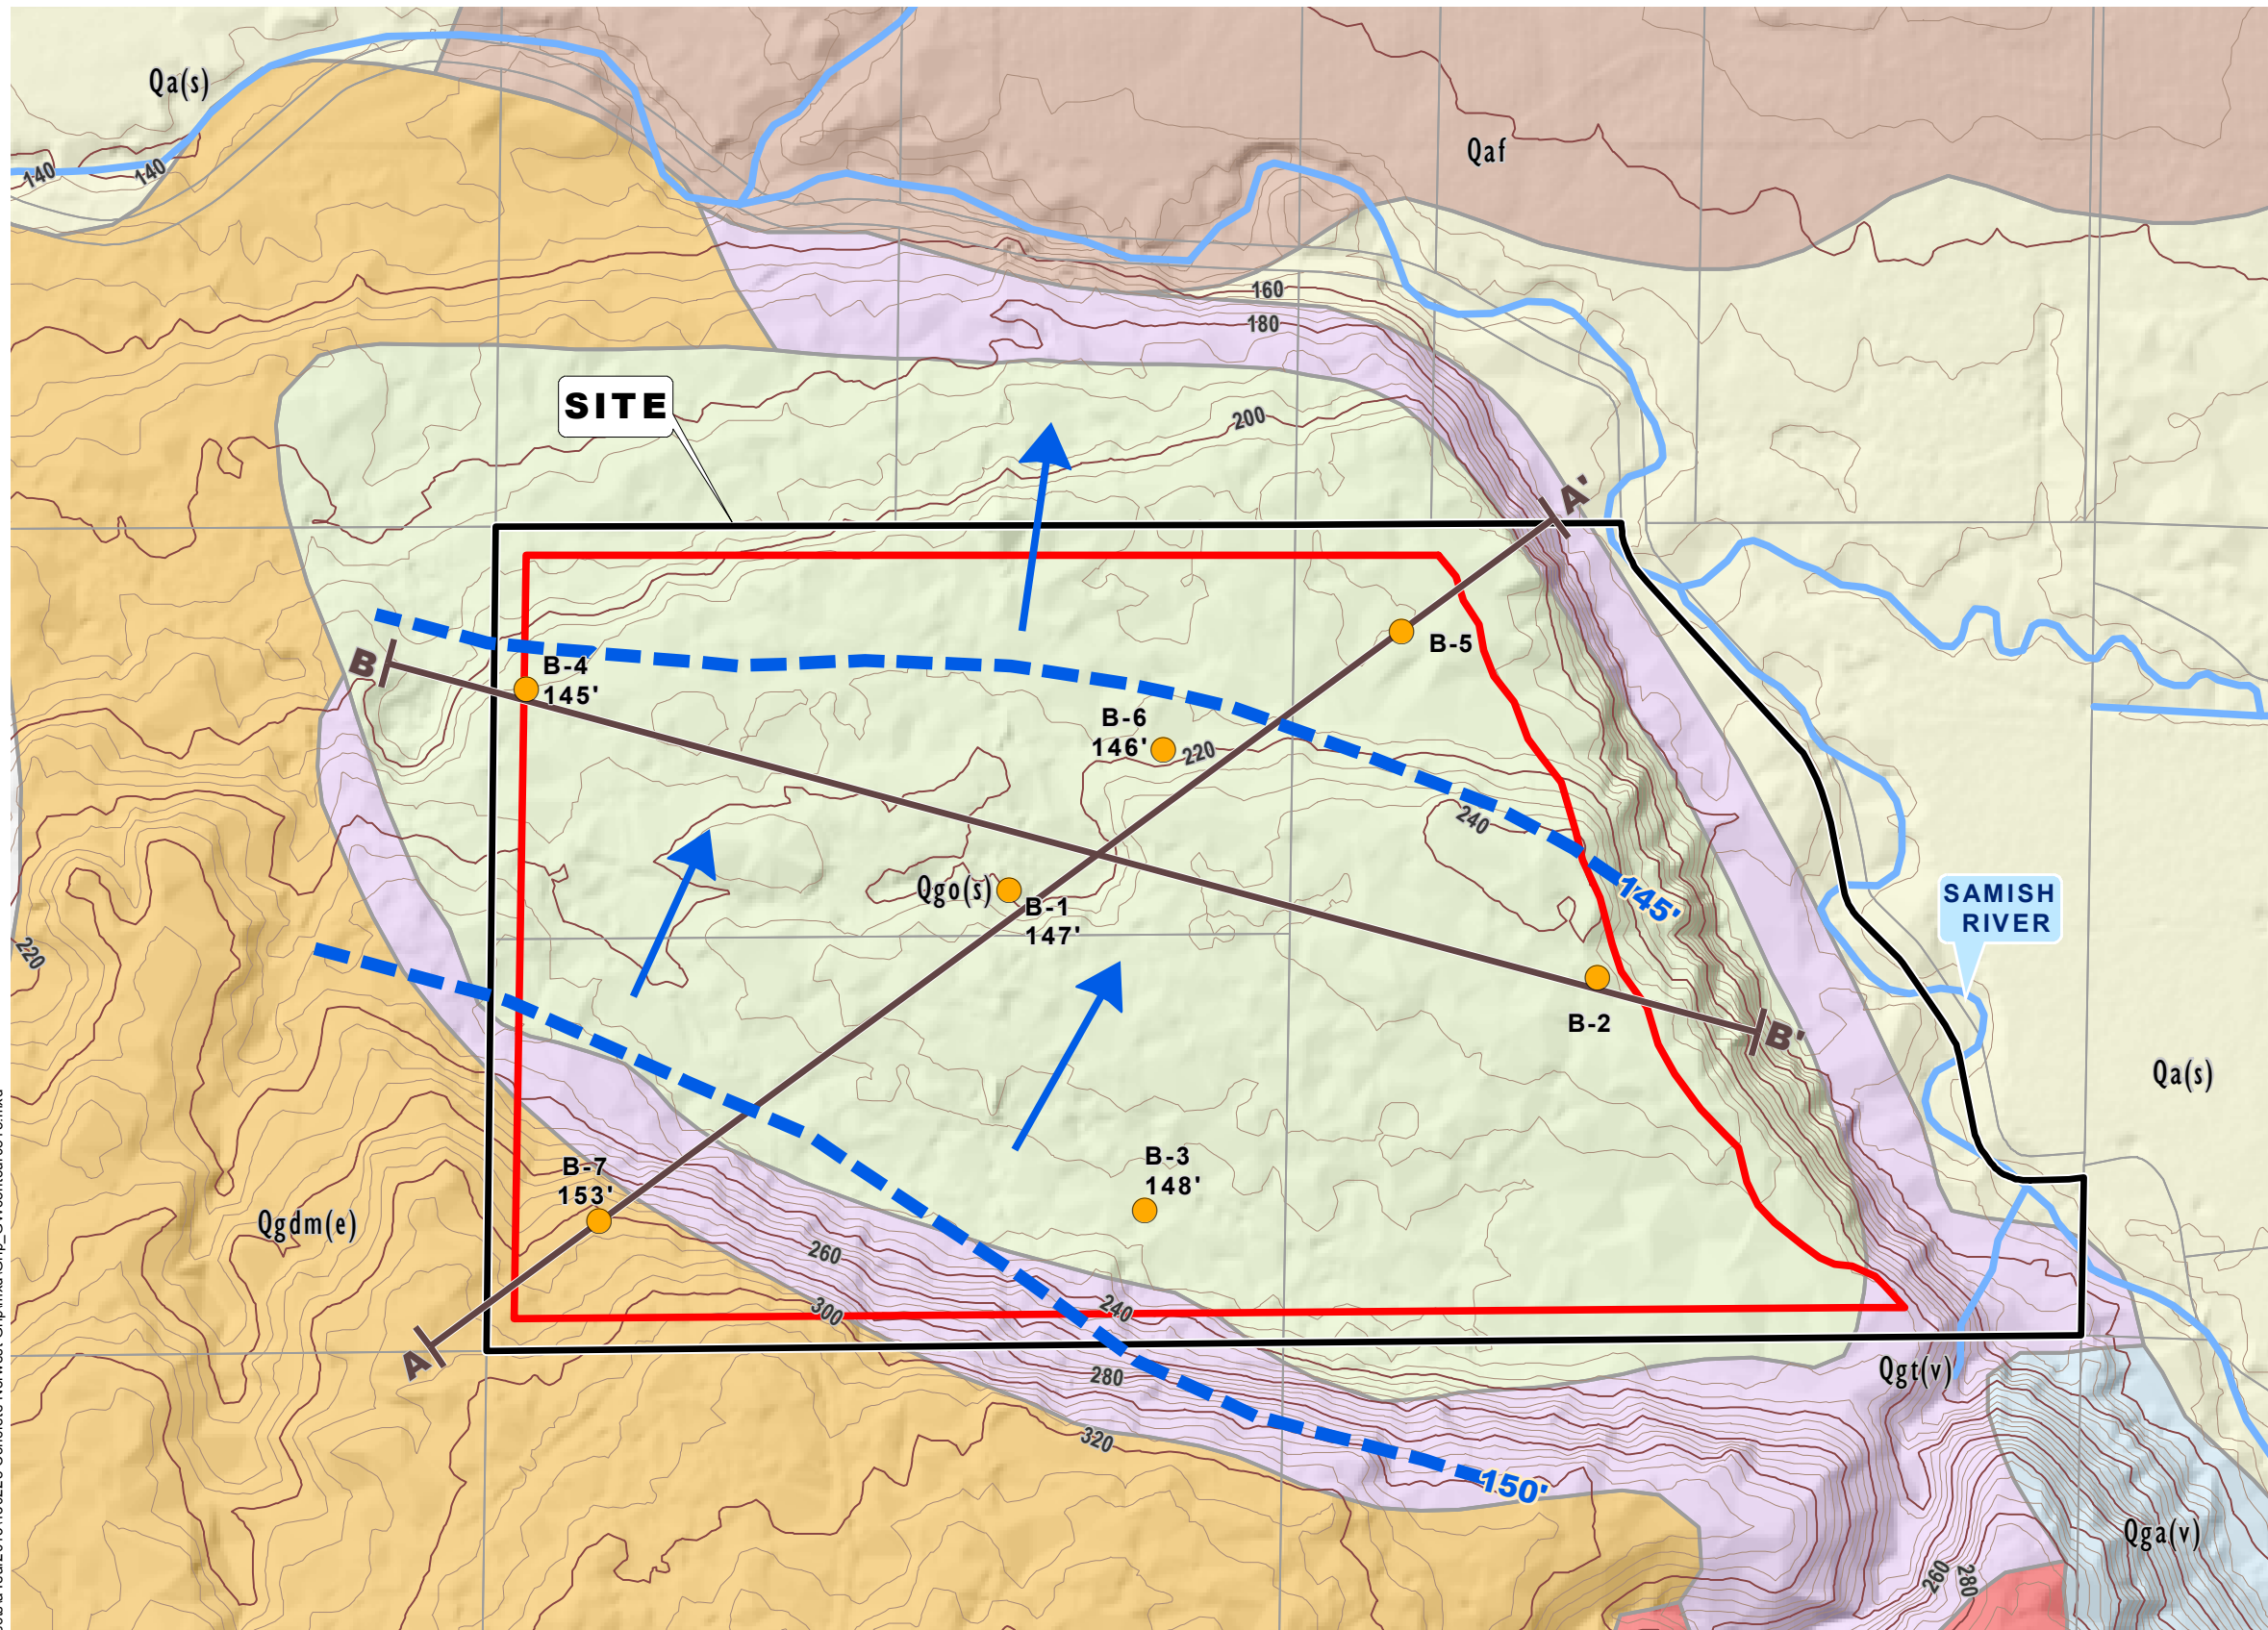 Qa(s)
Qaf
140
140
160
180
SITE
200
A'
B
B-4
145'
B-5
B-6
146'
220
240
Qgo(s)
B-1
147'
145'
SAMISH
RIVER
220
B-2
B'
Qa(s)
B-7
153'
B-3
148'
Qgdm(e)
260
300
240
A
280
Qgt(v)
320
150'
Qga(v)
260
280